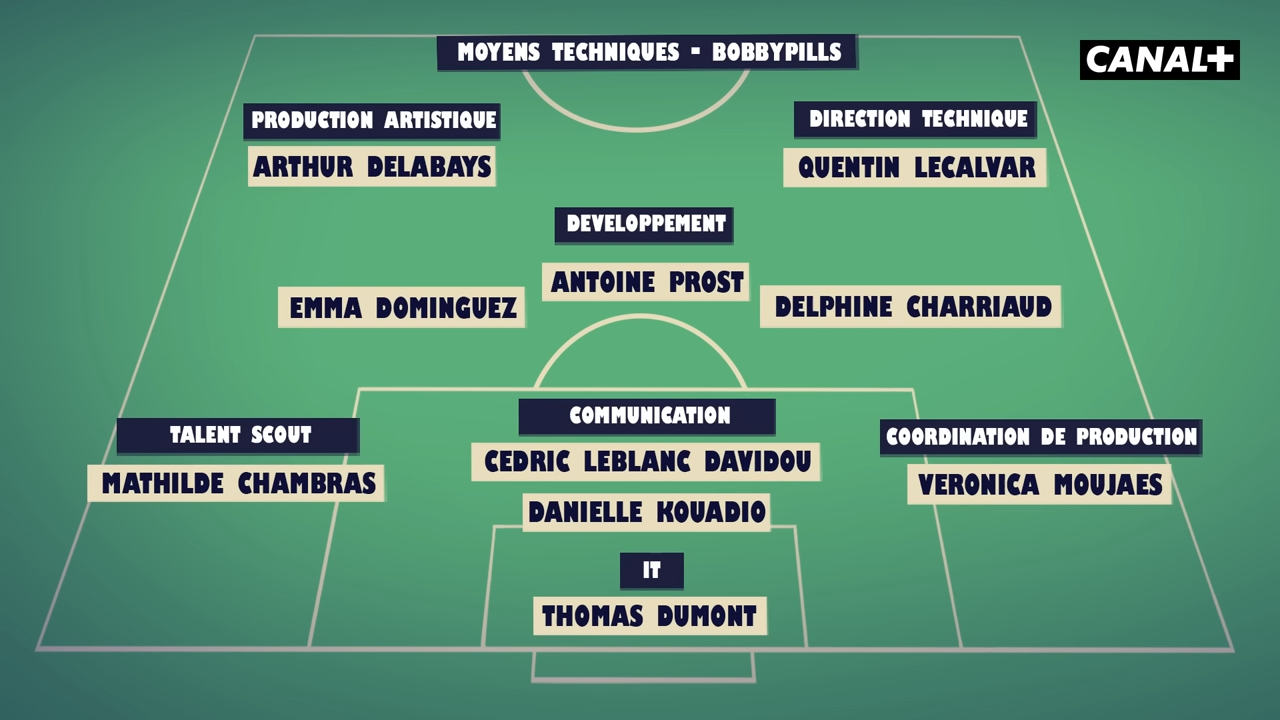 MOYENS TECHNIQUES - BOBBYPILLS
CANAL+
PRODUCTION ARTISTIQUE
ARTHUR DELABAYS
DIRECTION TECHNIQUE
QUENTIN LECALVAR
DEVELOPPEMENT
ANTOINE PROST
EMMA DOMINGUEZ
DELPHINE CHARRIAUD
TALENT SCOUT
MATHILDE CHAMBRAS
COMMUNICATION
CEDRIC LEBLANC DAVIDOU
DANIELLE KOUADIO
COORDINATION DE PRODUCTION
VERONICA MOUJAES
IT
THOMAS DUMONT